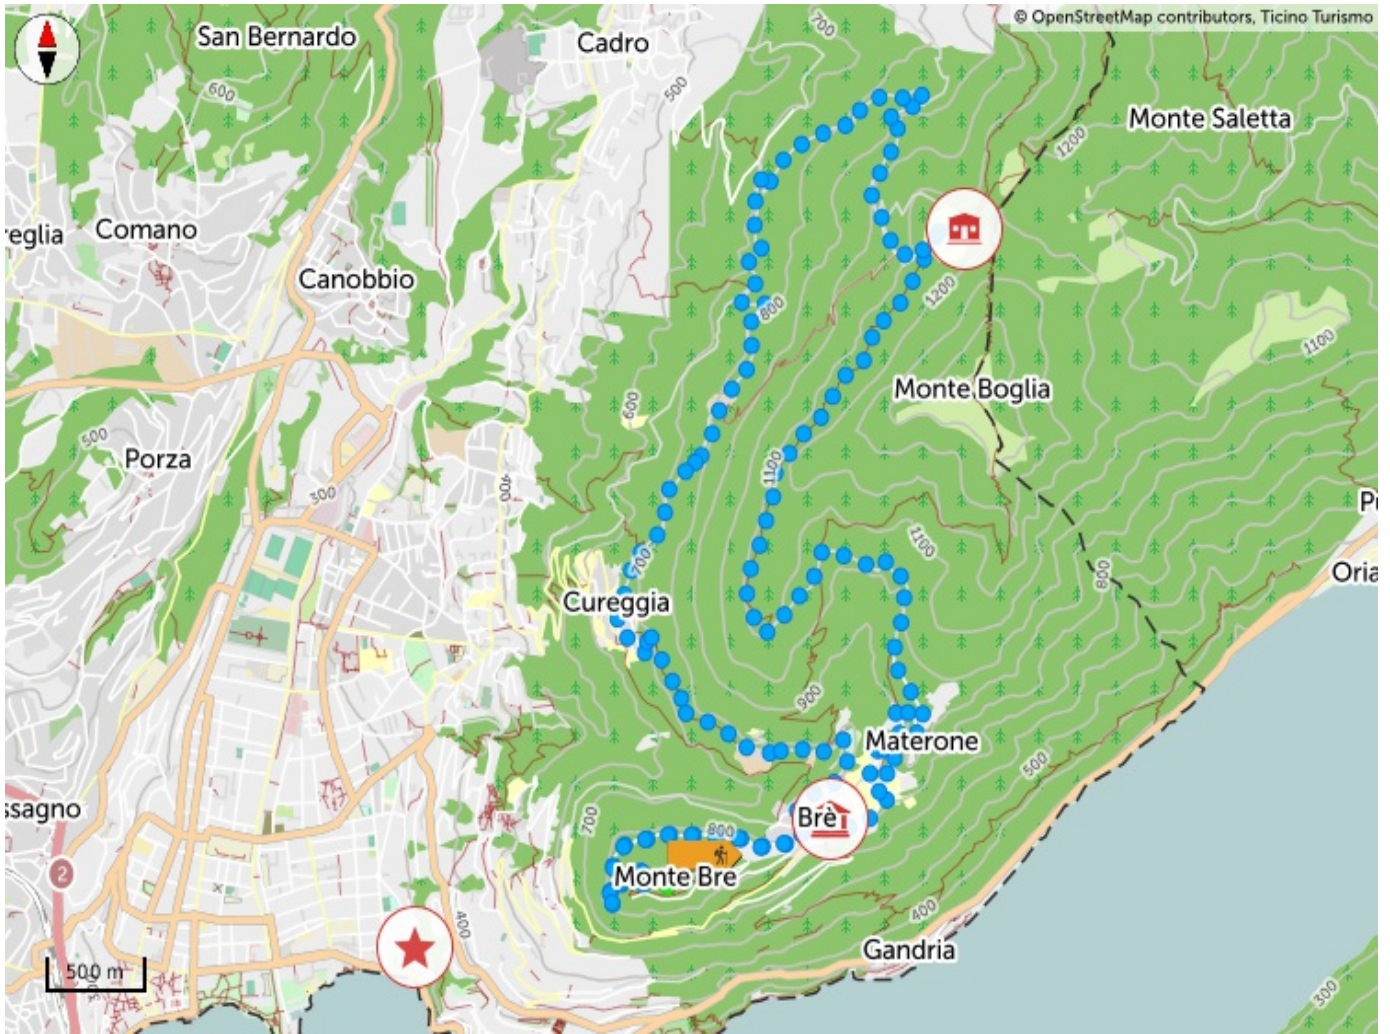 © OpenStreetMap contributors, Ticino Turismo
700
San Bernardo
Cadro
500
600
Monte Saletta
1200
reglia
Comano
Canobbio
800
1200
1100
Monte Boglia
600
500
Porza
1100
400
300
Pu
1100
700
800
Oria
Cureggia
900
Materone
500
ssagno
700
800
Brè
2
Monte Bre
400
400
Gandria
500 m
300